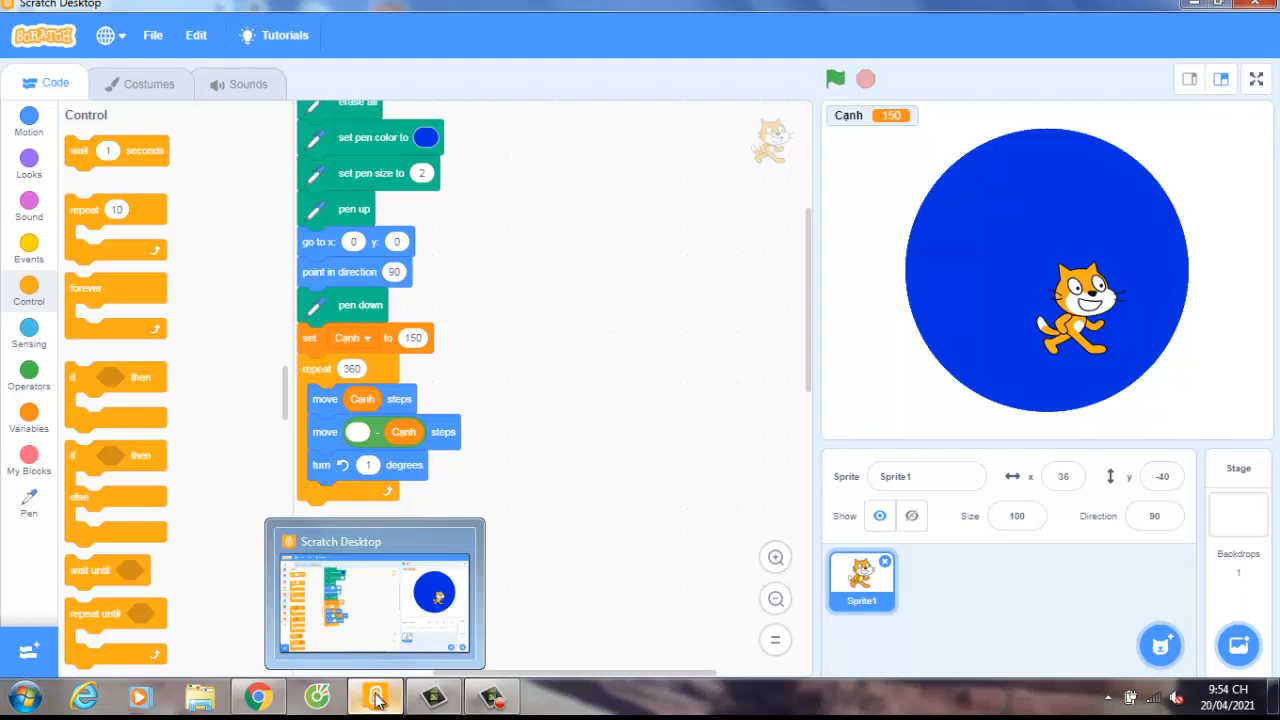 Scratch Desktop
SCRATCH
File
Edit
Tutorials
Code
Costumes
Sounds
Motion
Looks
Sound
Events
Control
Sensing
Operators
Variables
My Blocks
Pen
Control
wait 1 seconds
repeat 10
forever
if then
if then
else
wait until
repeat until
erase all
set pen color to
set pen size to 2
pen up
go to x: 0 y: 0
point in direction 90
pen down
set Cạnh to 150
repeat 360
move Cạnh steps
move - Cạnh steps
turn 1 degrees
Cạnh 150
Sprite Sprite1 x 36 y -40
Show Size 100 Direction 90
Sprite1
Stage
Backdrops
1
Scratch Desktop
9:54 CH
20/04/2021